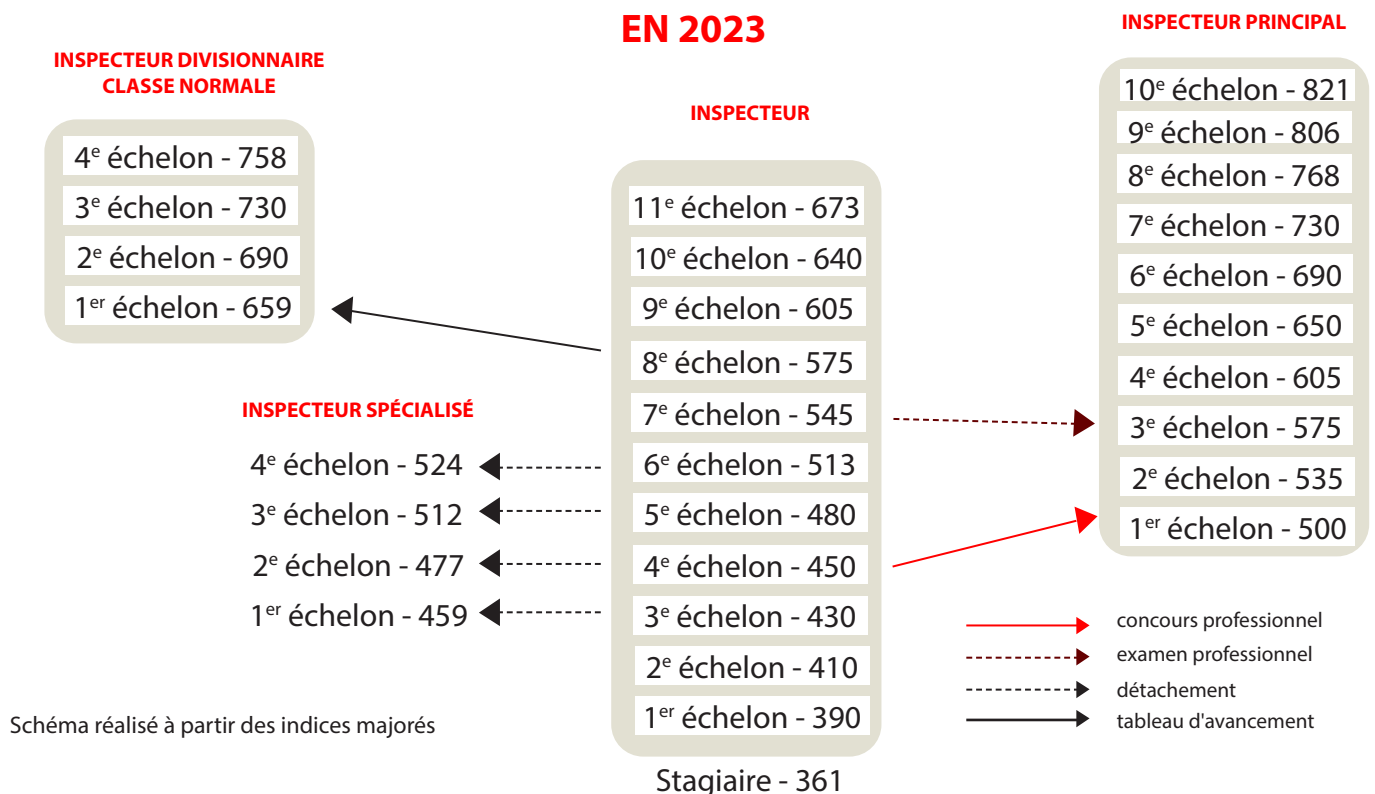 EN 2023
INSPECTEUR DIVISIONNAIRE
CLASSE NORMALE
4e échelon - 758
3e échelon - 730
2e échelon - 690
1er échelon - 659
INSPECTEUR SPÉCIALISÉ
4e échelon - 524
3e échelon - 512
2e échelon - 477
1er échelon - 459
INSPECTEUR
11e échelon - 673
10e échelon - 640
9e échelon - 605
8e échelon - 575
7e échelon - 545
6e échelon - 513
5e échelon - 480
4e échelon - 450
3e échelon - 430
2e échelon - 410
1er échelon - 390
Stagiaire - 361
INSPECTEUR PRINCIPAL
10e échelon - 821
9e échelon - 806
8e échelon - 768
7e échelon - 730
6e échelon - 690
5e échelon - 650
4e échelon - 605
3e échelon - 575
2e échelon - 535
1er échelon - 500
concours professionnel
examen professionnel
détachement
tableau d'avancement
Schéma réalisé à partir des indices majorés